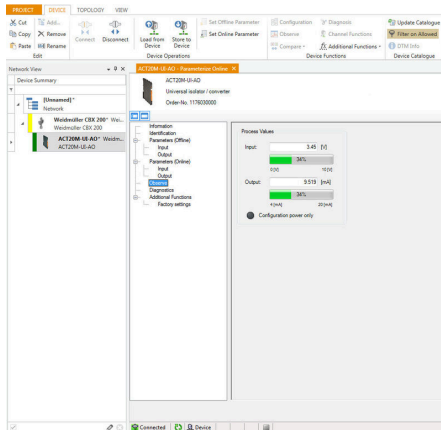 PROJECT DEVICE TOPOLOGY VIEW
Cut Add... Set Offline Parameter Configuration Diagnosis Update Catalogue
Copy Remove Connect Disconnect Load from Device Store to Device Set Online Parameter Observe Channel Functions Filter on Allowed
Paste Rename Compare Additional Functions DTM Info
Edit Device Operations Device Functions Device Catalogue
Network View
Device Summary
[Unnamed]*
Network
Weidmüller CBX 200* Wei...
Weidmüller CBX 200
ACT20M-UI-AO* Weidm...
ACT20M-UI-AO
ACT20M-UI-AO - Parameterize Online
ACT20M-UI-AO
Universal isolator / converter
Order-No. 1176030000
Information
Identification
Parameters (Offline)
Input
Output
Parameters (Online)
Input
Output
Observe
Diagnostics
Additional Functions
Factory settings
Process Values
Input: 3.45 [V]
34%
0 [V] 10 [V]
Output: 9.519 [mA]
34%
4 [mA] 20 [mA]
Configuration power only
Connected Device